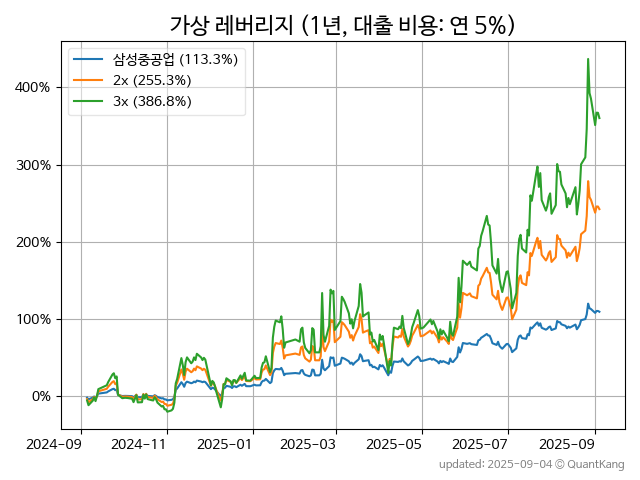 가상 레버리지 (1년, 대출 비용: 연 5%)
삼성중공업 (113.3%)
2x (255.3%)
3x (386.8%)
400%
300%
200%
100%
0%
2024-09 2024-11 2025-01 2025-03 2025-05 2025-07 2025-09
updated: 2025-09-04 © QuantKang